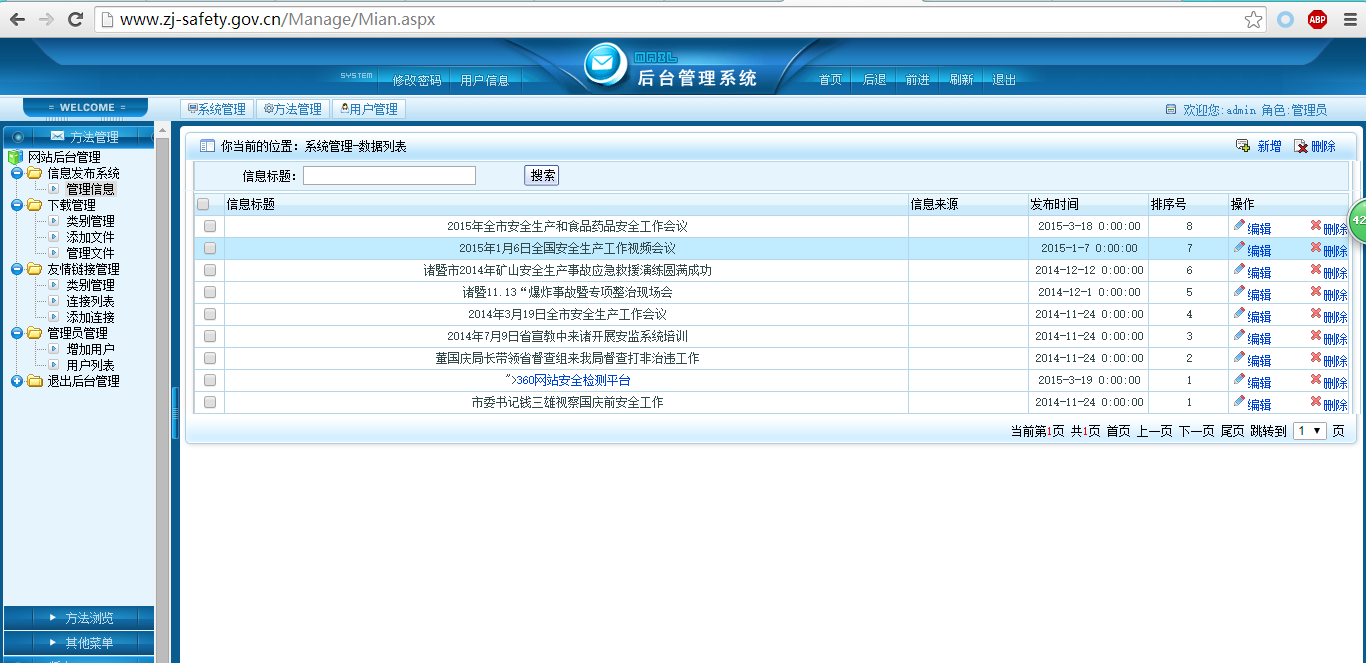 www.zj-safety.gov.cn/Manage/Mian.aspx
ABP
MAIL
后台管理系统
SYSTEM 修改密码 用户信息 首页 后退 前进 刷新 退出
= WELCOME = 系统管理 方法管理 用户管理 欢迎您:admin 角色:管理员
方法管理
网站后台管理
信息发布系统
管理信息
下载管理
类别管理
添加文件
管理文件
友情链接管理
类别管理
连接列表
添加连接
管理员管理
增加用户
用户列表
退出后台管理
方法浏览
其他菜单
你当前的位置：系统管理-数据列表 新增 删除
信息标题： 搜索
信息标题 信息来源 发布时间 排序号 操作
2015年全市安全生产和食品药品安全工作会议 2015-3-18 0:00:00 8 编辑 删除
2015年1月6日全国安全生产工作视频会议 2015-1-7 0:00:00 7 编辑 删除
诸暨市2014年矿山安全生产事故应急救援演练圆满成功 2014-12-12 0:00:00 6 编辑 删除
诸暨11.13“爆炸事故暨专项整治现场会 2014-12-1 0:00:00 5 编辑 删除
2014年3月19日全市安全生产工作会议 2014-11-24 0:00:00 4 编辑 删除
2014年7月9日省宣教中来诸开展安监系统培训 2014-11-24 0:00:00 3 编辑 删除
董国庆局长带领省督查组来我局督查打非治违工作 2014-11-24 0:00:00 2 编辑 删除
">360网站安全检测平台 2015-3-19 0:00:00 1 编辑 删除
市委书记钱三雄视察国庆前安全工作 2014-11-24 0:00:00 1 编辑 删除
当前第1页 共1页 首页 上一页 下一页 尾页 跳转到 1 页
42